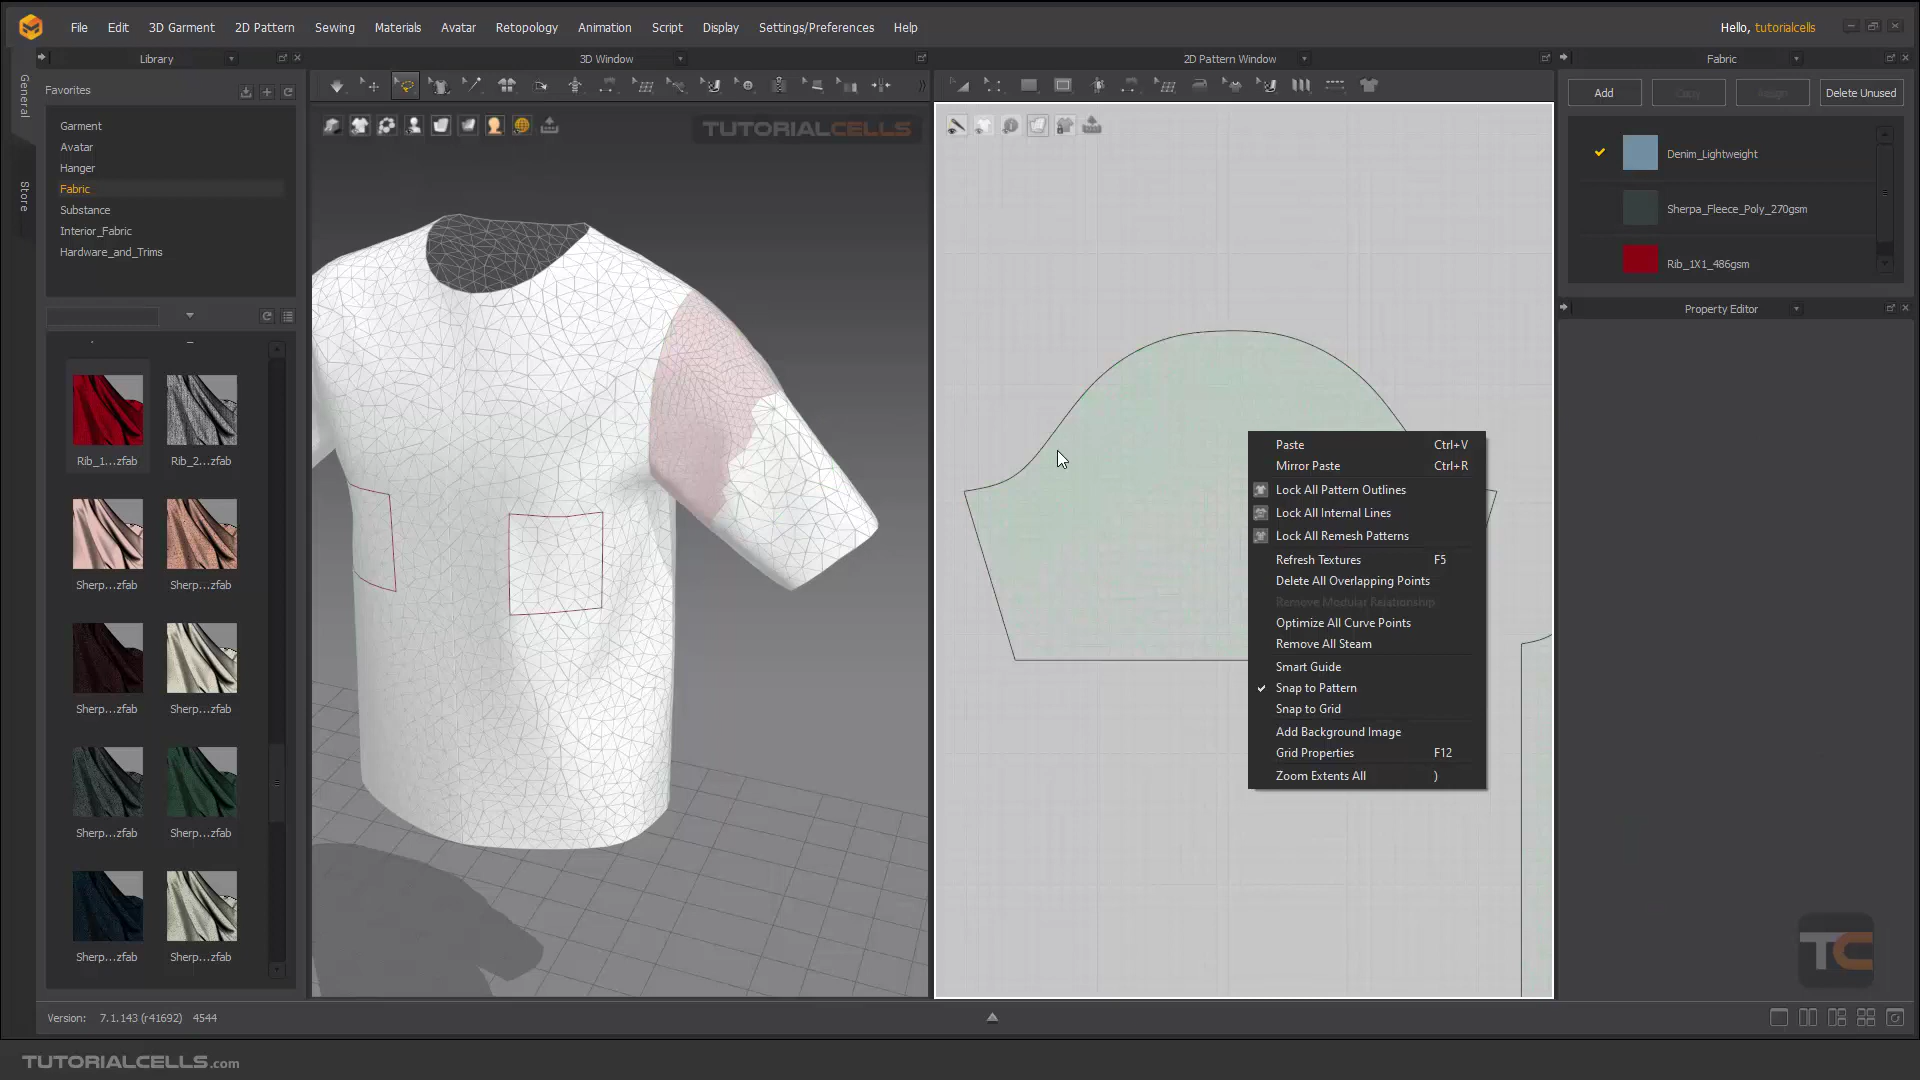 File Edit 3D Garment 2D Pattern Sewing Materials Avatar Retopology Animation Script Display Settings/Preferences Help
Hello, tutorialcells
Library
3D Window
2D Pattern Window
Fabric
General
Store
Favorites
Garment
Avatar
Hanger
Fabric
Substance
Interior_Fabric
Hardware_and_Trims
TUTORIALCELLS
Add
Copy
Assign
Delete Unused
Denim_Lightweight
Sherpa_Fleece_Poly_270gsm
Rib_1X1_486gsm
Property Editor
Rib_1...zfab
Rib_2...zfab
Sherp...zfab
Sherp...zfab
Sherp...zfab
Sherp...zfab
Sherp...zfab
Sherp...zfab
Sherp...zfab
Sherp...zfab
Paste Ctrl+V
Mirror Paste Ctrl+R
Lock All Pattern Outlines
Lock All Internal Lines
Lock All Remesh Patterns
Refresh Textures F5
Delete All Overlapping Points
Remove Modular Relationship
Optimize All Curve Points
Remove All Steam
Smart Guide
Snap to Pattern
Snap to Grid
Add Background Image
Grid Properties F12
Zoom Extents All )
TC
Version: 7.1.143 (r41692) 4544
TUTORIALCELLS.com